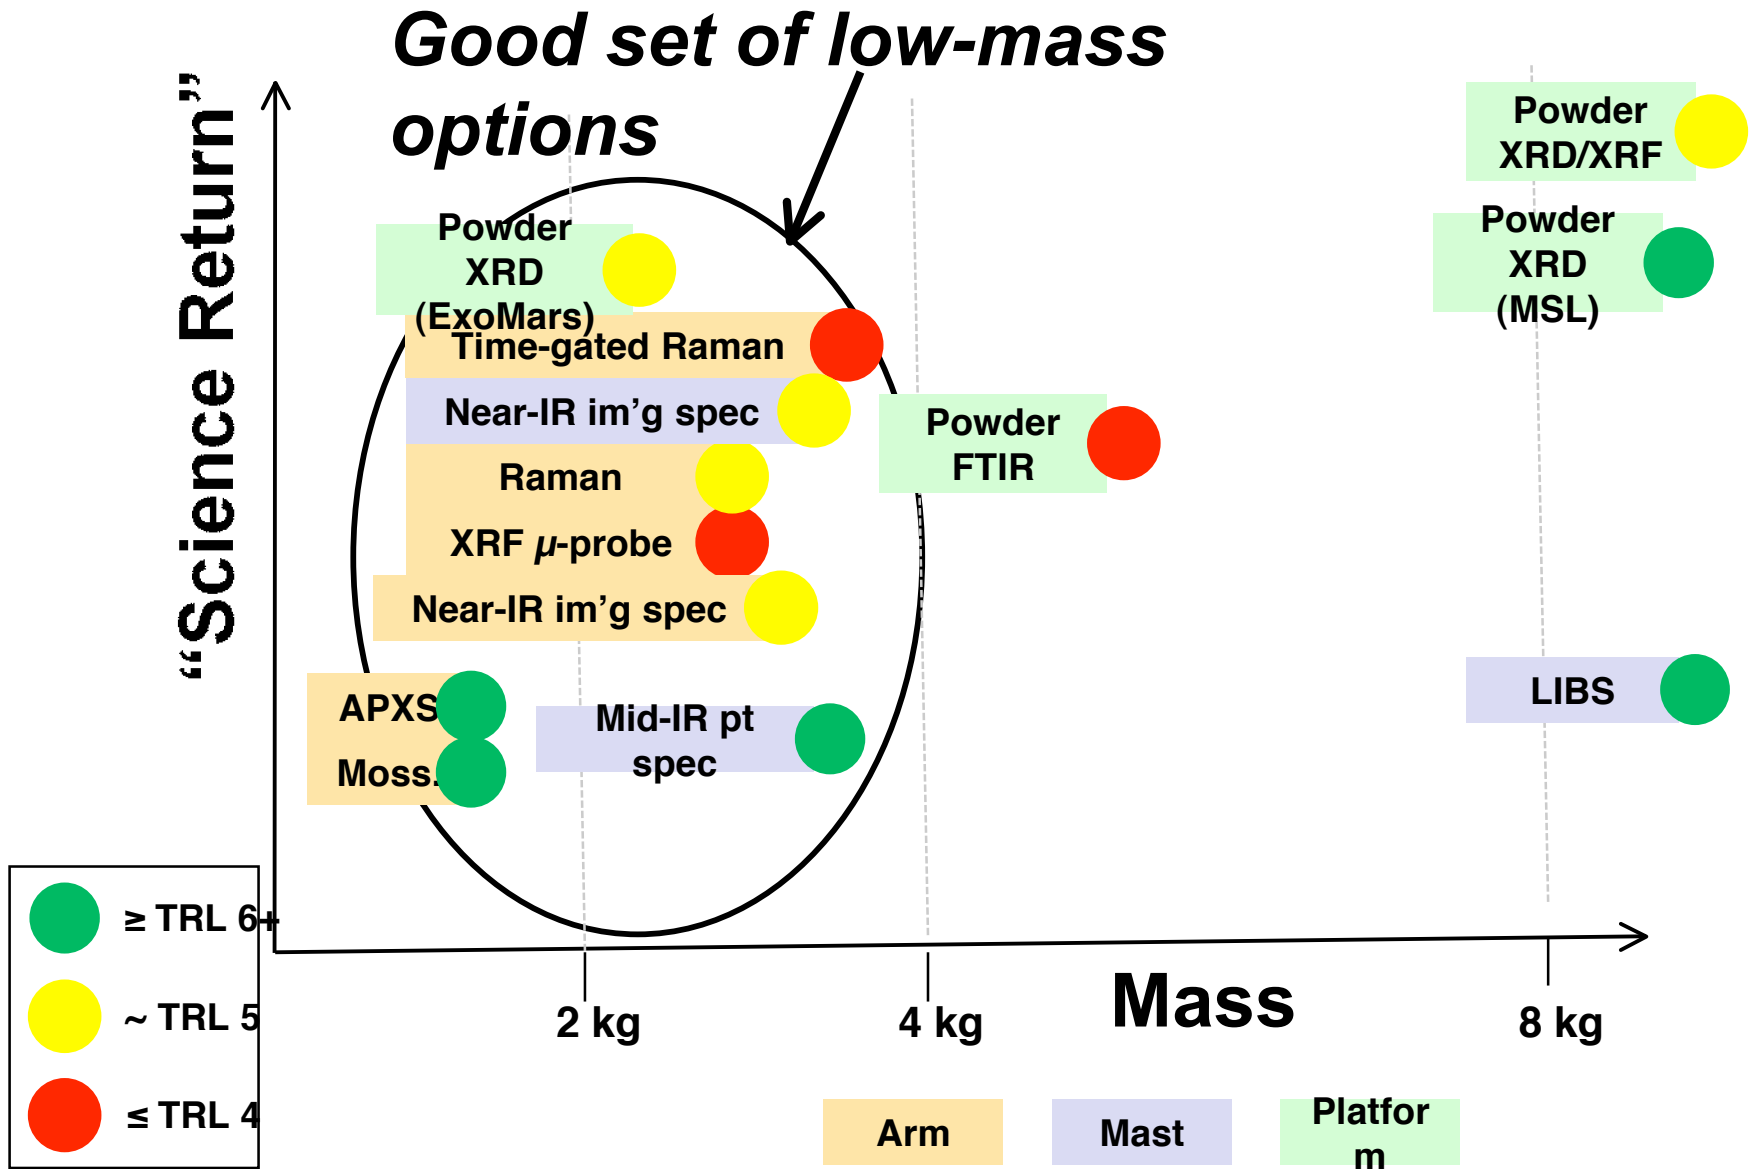 Good set of low-mass
options
“Science Return”
Powder
XRD/XRF
Powder
XRD
(MSL)
Powder
XRD
(ExoMars)
Time-gated Raman
Near-IR im’g spec
Powder
FTIR
Raman
XRF µ-probe
Near-IR im’g spec
APXS
Mid-IR pt
spec
LIBS
Moss.
≥ TRL 6+
~ TRL 5
≤ TRL 4
Mass
2 kg
4 kg
8 kg
Arm
Mast
Platfor
m